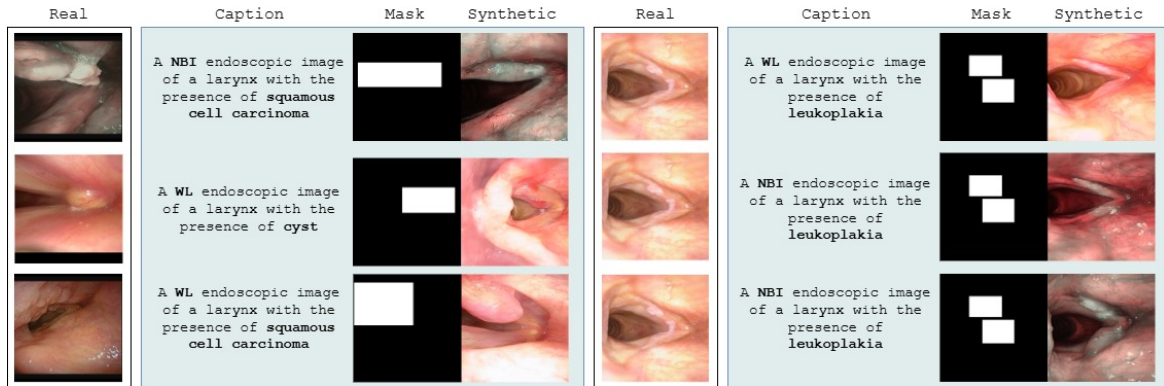 Real Caption Mask Synthetic Real Caption Mask Synthetic
A NBI endoscopic image
of a larynx with the
presence of squamous
cell carcinoma
A WL endoscopic image
of a larynx with the
presence of cyst
A WL endoscopic image
of a larynx with the
presence of squamous
cell carcinoma
A WL endoscopic image
of a larynx with the
presence of
leukoplakia
A NBI endoscopic image
of a larynx with the
presence of
leukoplakia
A NBI endoscopic image
of a larynx with the
presence of
leukoplakia